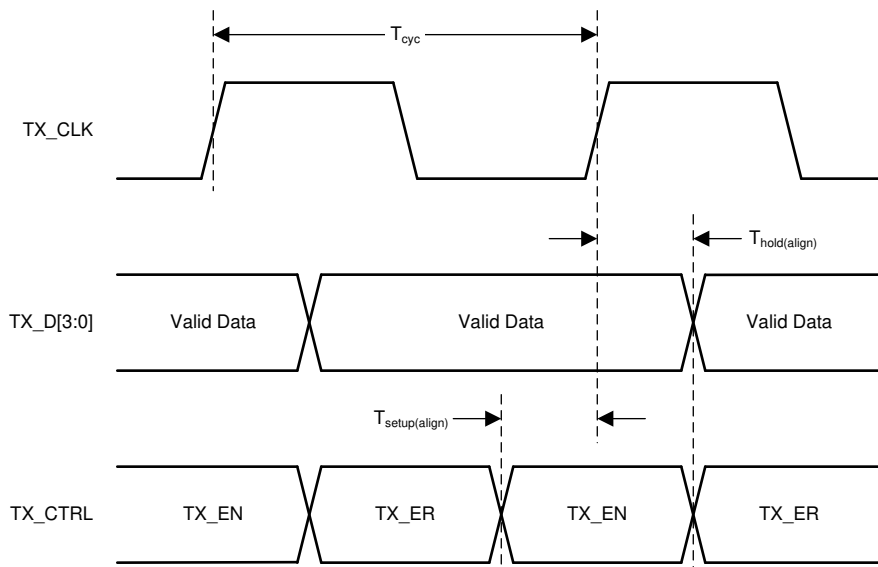 Tcyc
TX_CLK
Thold(align)
TX_D[3:0]
Valid Data
Valid Data
Valid Data
Tsetup(align)
TX_CTRL
TX_EN
TX_ER
TX_EN
TX_ER